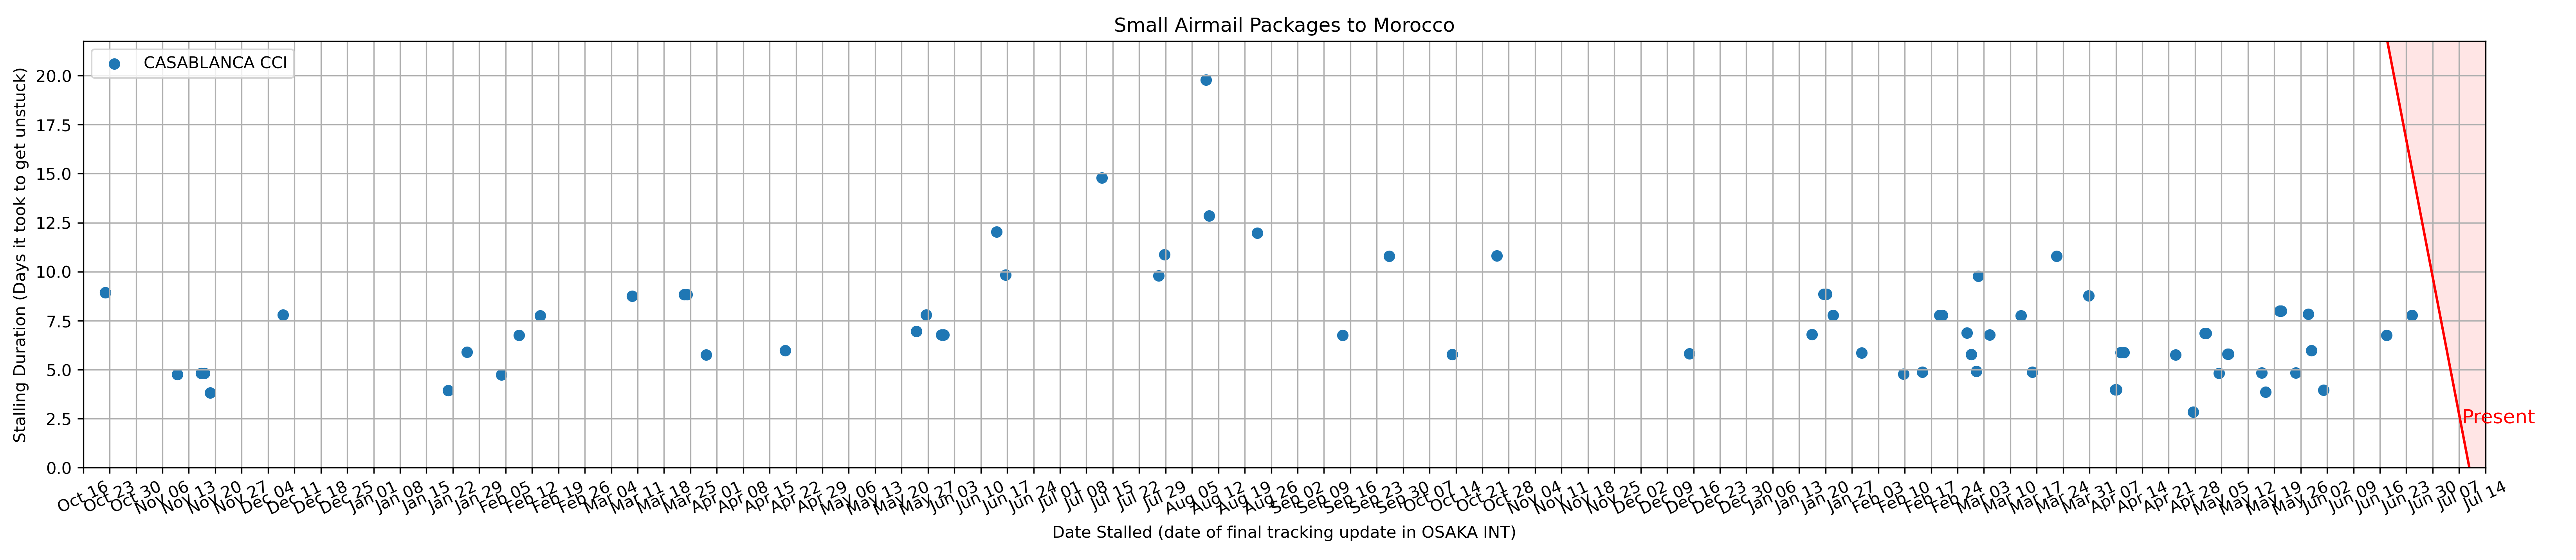 Small Airmail Packages to Morocco
CASABLANCA CCI
Stalling Duration (Days it took to get unstuck)
20.0
17.5
15.0
12.5
10.0
7.5
5.0
2.5
0.0
Present
Oct 16 Oct 23 Oct 30 Nov 06 Nov 13 Nov 20 Nov 27 Dec 04 Dec 11 Dec 18 Dec 25 Jan 01 Jan 08 Jan 15 Jan 22 Jan 29 Feb 05 Feb 12 Feb 19 Feb 26 Mar 04 Mar 11 Mar 18 Mar 25 Apr 01 Apr 08 Apr 15 Apr 22 Apr 29 May 06 May 13 May 20 May 27 Jun 03 Jun 10 Jun 17 Jun 24 Jul 01 Jul 08 Jul 15 Jul 22 Jul 29 Aug 05 Aug 12 Aug 19 Aug 26 Sep 02 Sep 09 Sep 16 Sep 23 Sep 30 Oct 07 Oct 14 Oct 21 Oct 28 Nov 04 Nov 11 Nov 18 Nov 25 Dec 02 Dec 09 Dec 16 Dec 23 Dec 30 Jan 06 Jan 13 Jan 20 Jan 27 Feb 03 Feb 10 Feb 17 Feb 24 Mar 03 Mar 10 Mar 17 Mar 24 Mar 31 Apr 07 Apr 14 Apr 21 Apr 28 May 05 May 12 May 19 May 26 Jun 02 Jun 09 Jun 16 Jun 23 Jun 30 Jul 07 Jul 14
Date Stalled (date of final tracking update in OSAKA INT)